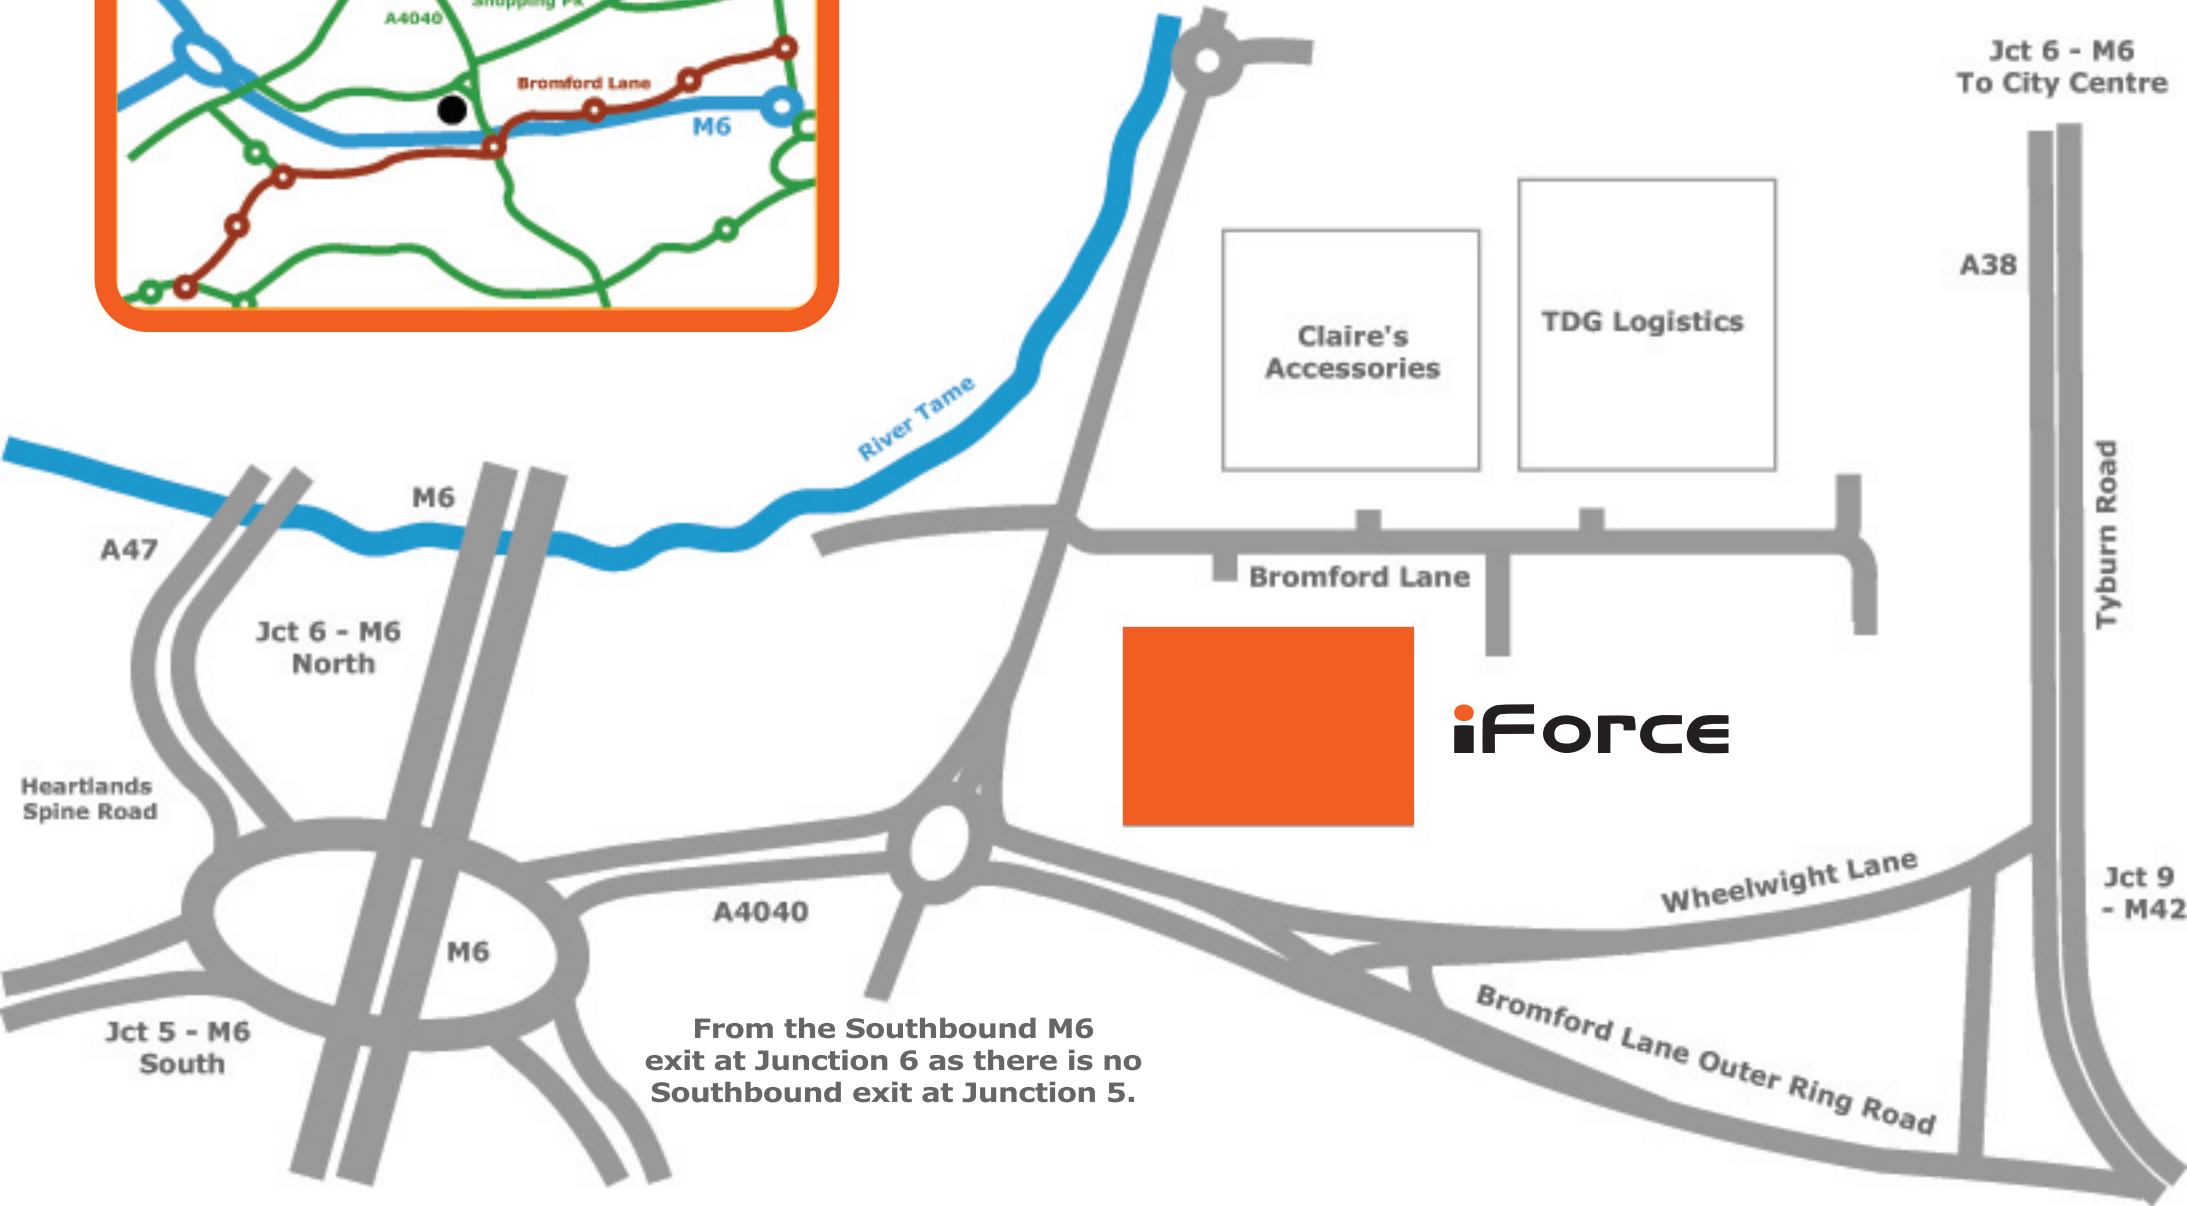 Shopping Pk
A4040
Bromford Lane
M6
Jct 6 - M6
To City Centre
A38
Claire's
Accessories
TDG Logistics
River Tame
M6
A47
Tyburn Road
Bromford Lane
Jct 6 - M6
North
iForce
Heartlands
Spine Road
Wheelwight Lane
Jct 9
- M42
A4040
M6
Bromford Lane Outer Ring Road
Jct 5 - M6
South
From the Southbound M6
exit at Junction 6 as there is no
Southbound exit at Junction 5.